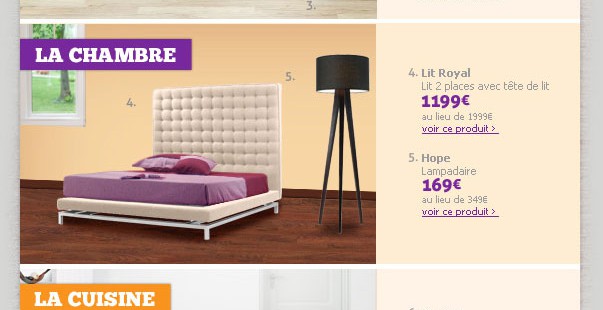 3.
LA CHAMBRE
4.
5.
4. Lit Royal
Lit 2 places avec tête de lit
1199€
au lieu de 1999€
voir ce produit >
5. Hope
Lampadaire
169€
au lieu de 349€
voir ce produit >
LA CUISINE